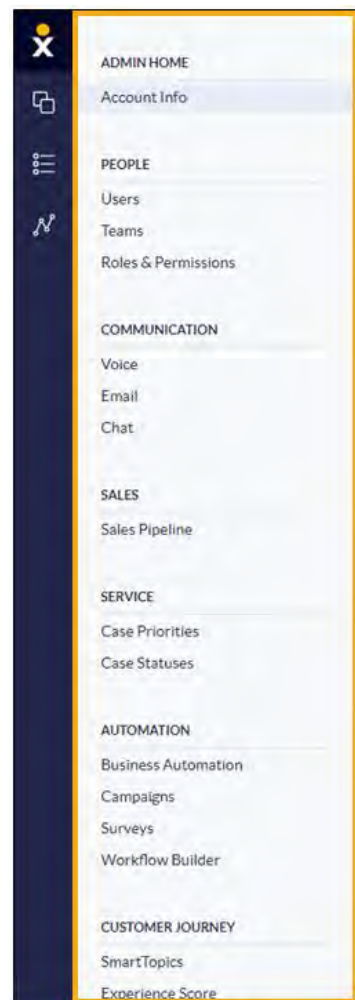 ADMIN HOME
Account Info
PEOPLE
Users
Teams
Roles & Permissions
COMMUNICATION
Voice
Email
Chat
SALES
Sales Pipeline
SERVICE
Case Priorities
Case Statuses
AUTOMATION
Business Automation
Campaigns
Surveys
Workflow Builder
CUSTOMER JOURNEY
SmartTopics
Experience Score